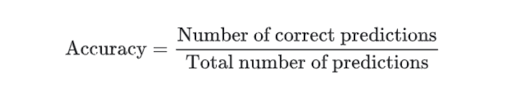 Accuracy = Number of correct predictions / Total number of predictions